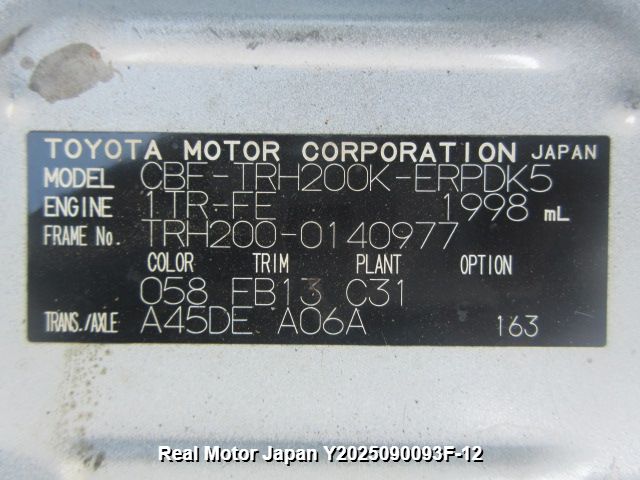 TOYOTA MOTOR CORPORATION JAPAN
MODEL CBF-TRH200K-ERPDK5
ENGINE 1TR-FE 1998 mL
FRAME No. TRH200-0140977
COLOR TRIM PLANT OPTION
058 FB13 C31
TRANS./AXLE A45DE A06A 163
Real Motor Japan Y2025090093F-12